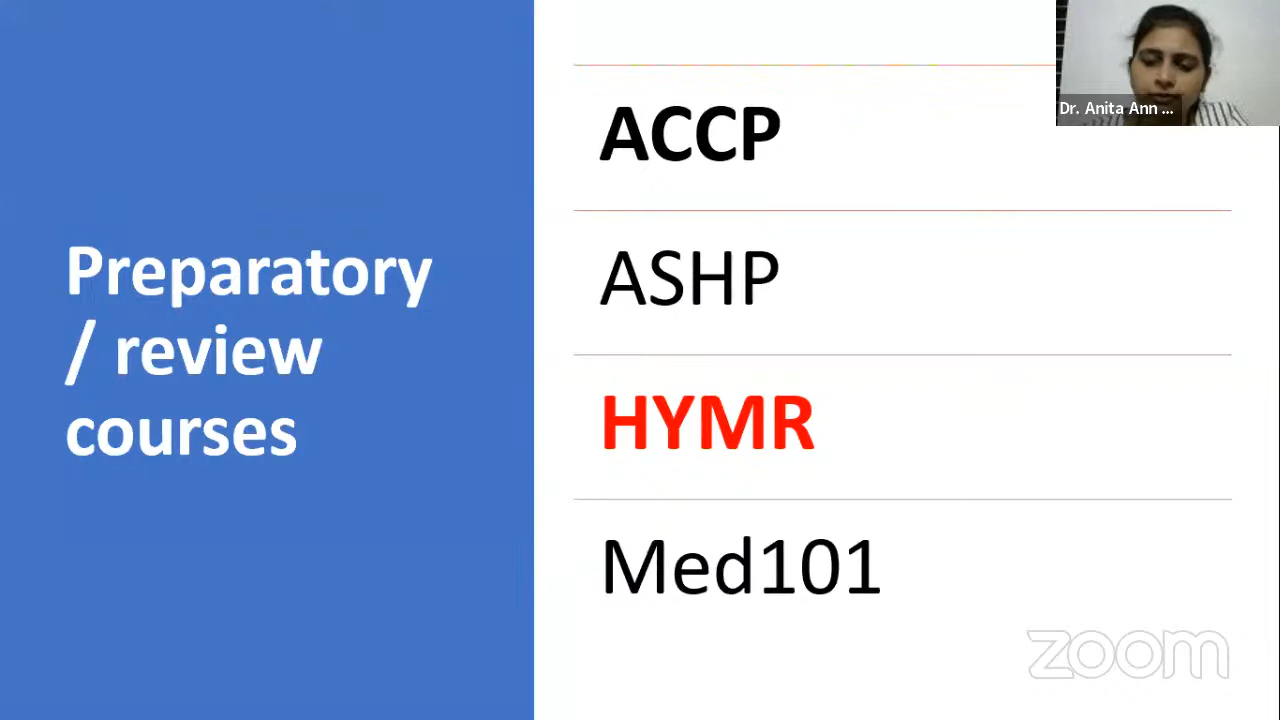 Preparatory
/ review
courses
ACCP
ASHP
HYMR
Med101
Dr. Anita Ann ...
zoom